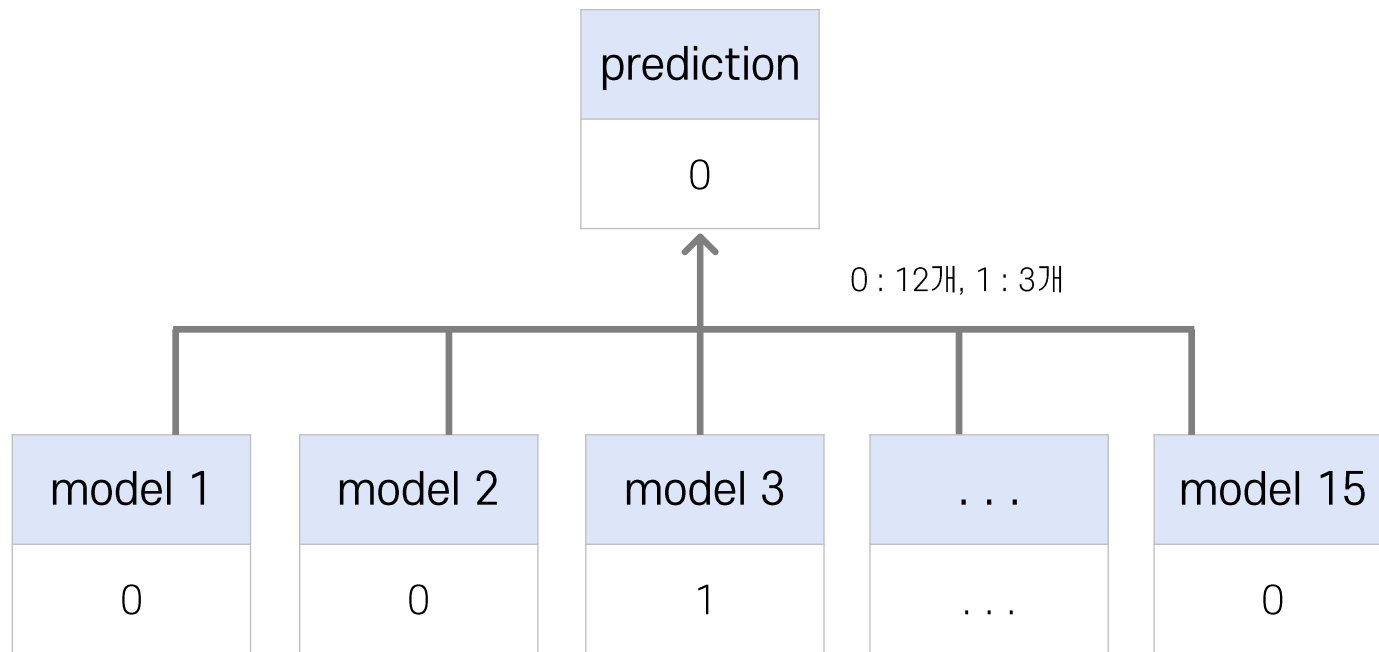 prediction
0
0 : 12개, 1 : 3개
model 1 model 2 model 3 . . . model 15
0 0 1 . . . 0